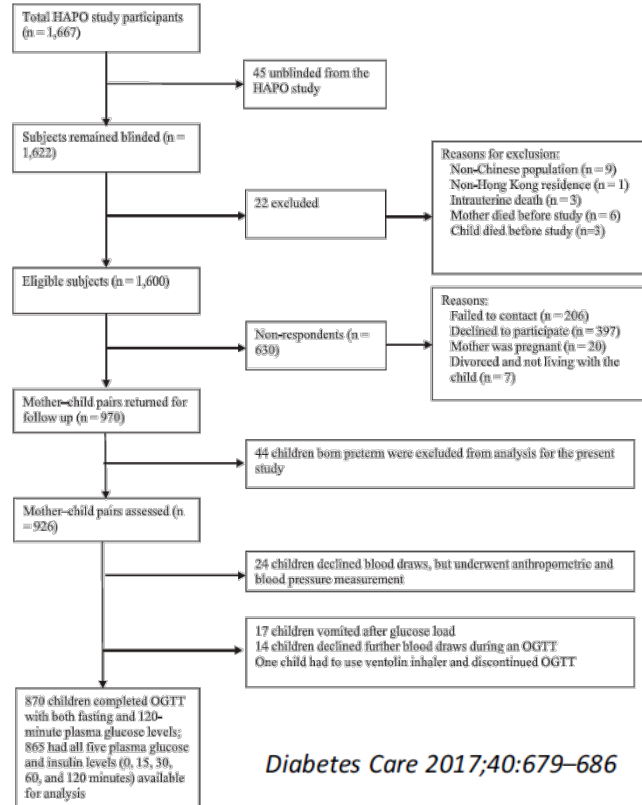 Total HAPO study participants
(n = 1,667)
45 unblinded from the
HAPO study
Subjects remained blinded (n =
1,622)
Reasons for exclusion:
Non-Chinese population (n = 9)
Non-Hong Kong residence (n = 1)
Intrauterine death (n = 3)
Mother died before study (n = 6)
Child died before study (n=3)
22 excluded
Eligible subjects (n = 1,600)
Reasons:
Failed to contact (n = 206)
Declined to participate (n = 397)
Mother was pregnant (n = 20)
Divorced and not living with the
child (n = 7)
Non-respondents (n =
630)
Mother–child pairs returned for
follow up (n = 970)
44 children born preterm were excluded from analysis for the present
study
Mother–child pairs assessed (n
= 926)
24 children declined blood draws, but underwent anthropometric and
blood pressure measurement
17 children vomited after glucose load
14 children declined further blood draws during an OGTT
One child had to use ventolin inhaler and discontinued OGTT
870 children completed OGTT
with both fasting and 120-
minute plasma glucose levels;
865 had all five plasma glucose
and insulin levels (0, 15, 30,
60, and 120 minutes) available
for analysis
Diabetes Care 2017;40:679–686